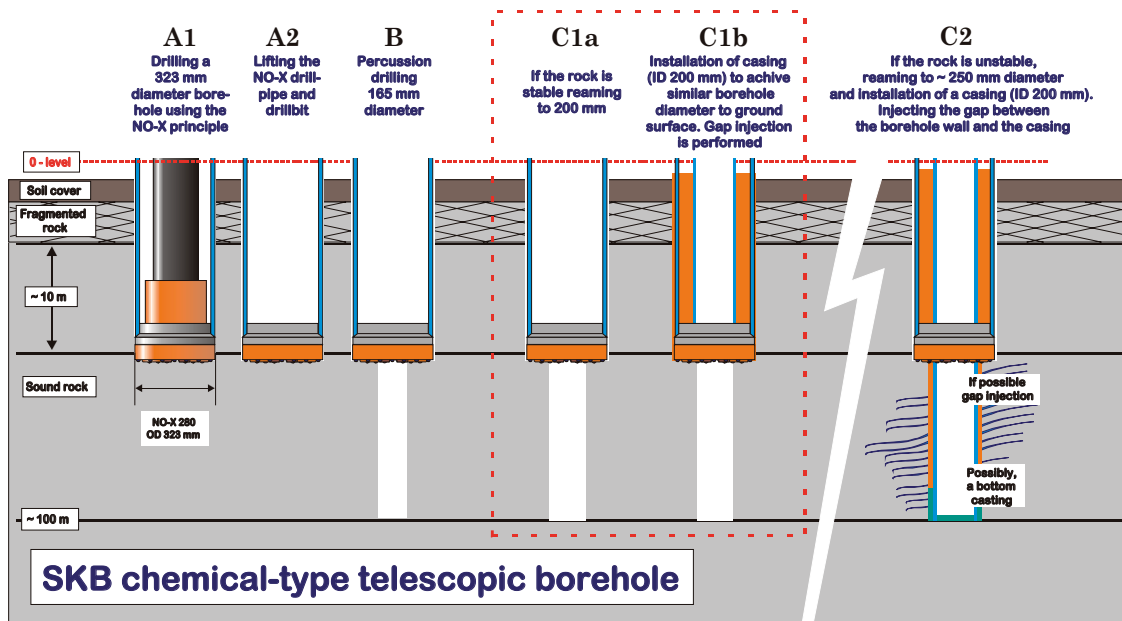 A1
Drilling a
323 mm
diameter bore-
hole using the
NO-X principle
A2
Lifting the
NO-X drill-
pipe and
drillbit
B
Percussion
drilling
165 mm
diameter
C1a
If the rock is
stable reaming
to 200 mm
C1b
Installation of casing
(ID 200 mm) to achive
similar borehole
diameter to ground
surface. Gap injection
is performed
C2
If the rock is unstable,
reaming to ~ 250 mm diameter
and installation of a casing (ID 200 mm).
Injecting the gap between
the borehole wall and the casing
0 - level
Soil cover
Fragmented
rock
~ 10 m
Sound rock
NO-X 280
OD 323 mm
If possible
gap injection
Possibly,
a bottom
casting
~ 100 m
SKB chemical-type telescopic borehole